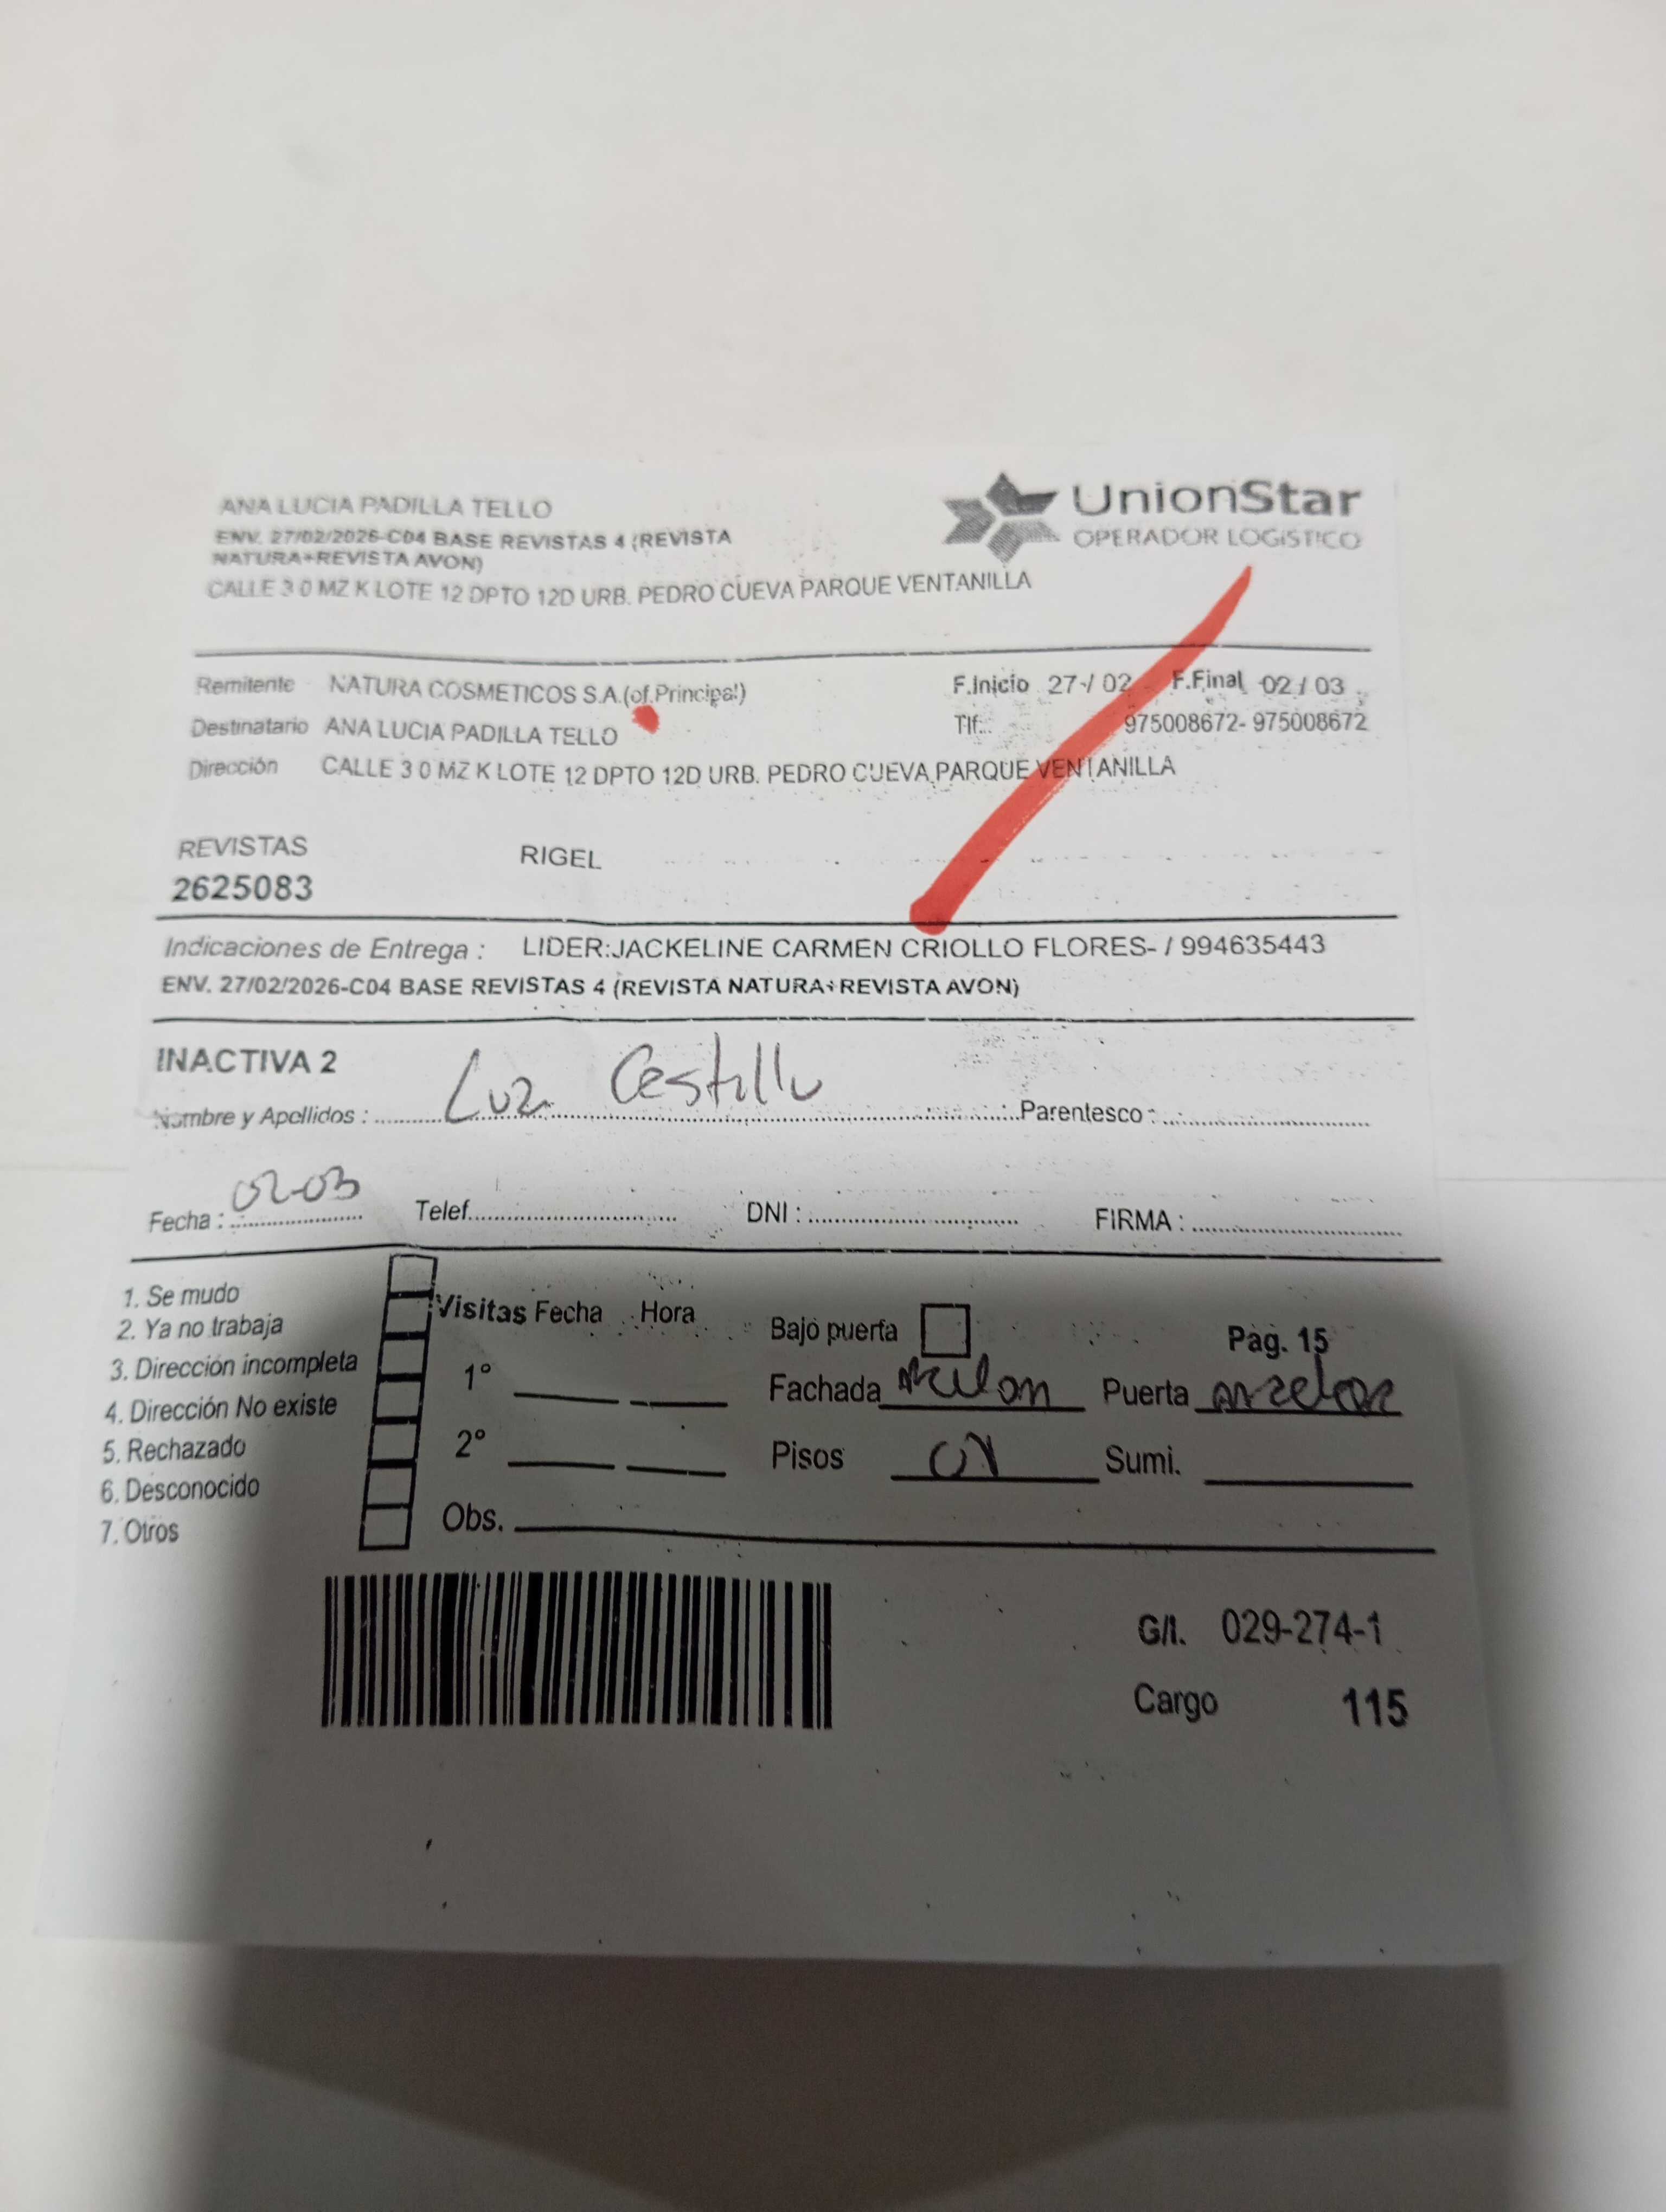 ANA LUCIA PADILLA TELLO
ENV. 27/02/2026-C04 BASE REVISTAS 4 (REVISTA
NATURA+REVISTA AVON)
CALLE 3 0 MZ K LOTE 12 DPTO 12D URB. PEDRO CUEVA PARQUE VENTANILLA
UnionStar
OPERADOR LOGÍSTICO
Remitente NATURA COSMETICOS S.A.(of.Principal) F.Inicio 27 / 02 F.Final 02 / 03
Destinatario ANA LUCIA PADILLA TELLO Tlf.: 975008672- 975008672
Dirección CALLE 3 0 MZ K LOTE 12 DPTO 12D URB. PEDRO CUEVA PARQUE VENTANILLA
REVISTAS RIGEL
2625083
Indicaciones de Entrega : LIDER:JACKELINE CARMEN CRIOLLO FLORES- / 994635443
ENV. 27/02/2026-C04 BASE REVISTAS 4 (REVISTA NATURA+REVISTA AVON)
INACTIVA 2
Nombre y Apellidos : Luz Castillo Parentesco :
Fecha : 02-03 Telef. DNI : FIRMA :
1. Se mudo
2. Ya no trabaja
3. Dirección incompleta
4. Dirección No existe
5. Rechazado
6. Desconocido
7. Otros
Visitas Fecha Hora
1°
2°
Obs.
Bajo puerta Pag. 15
Fachada Puerta
Pisos 01 Sumi.
G/I. 029-274-1
Cargo 115